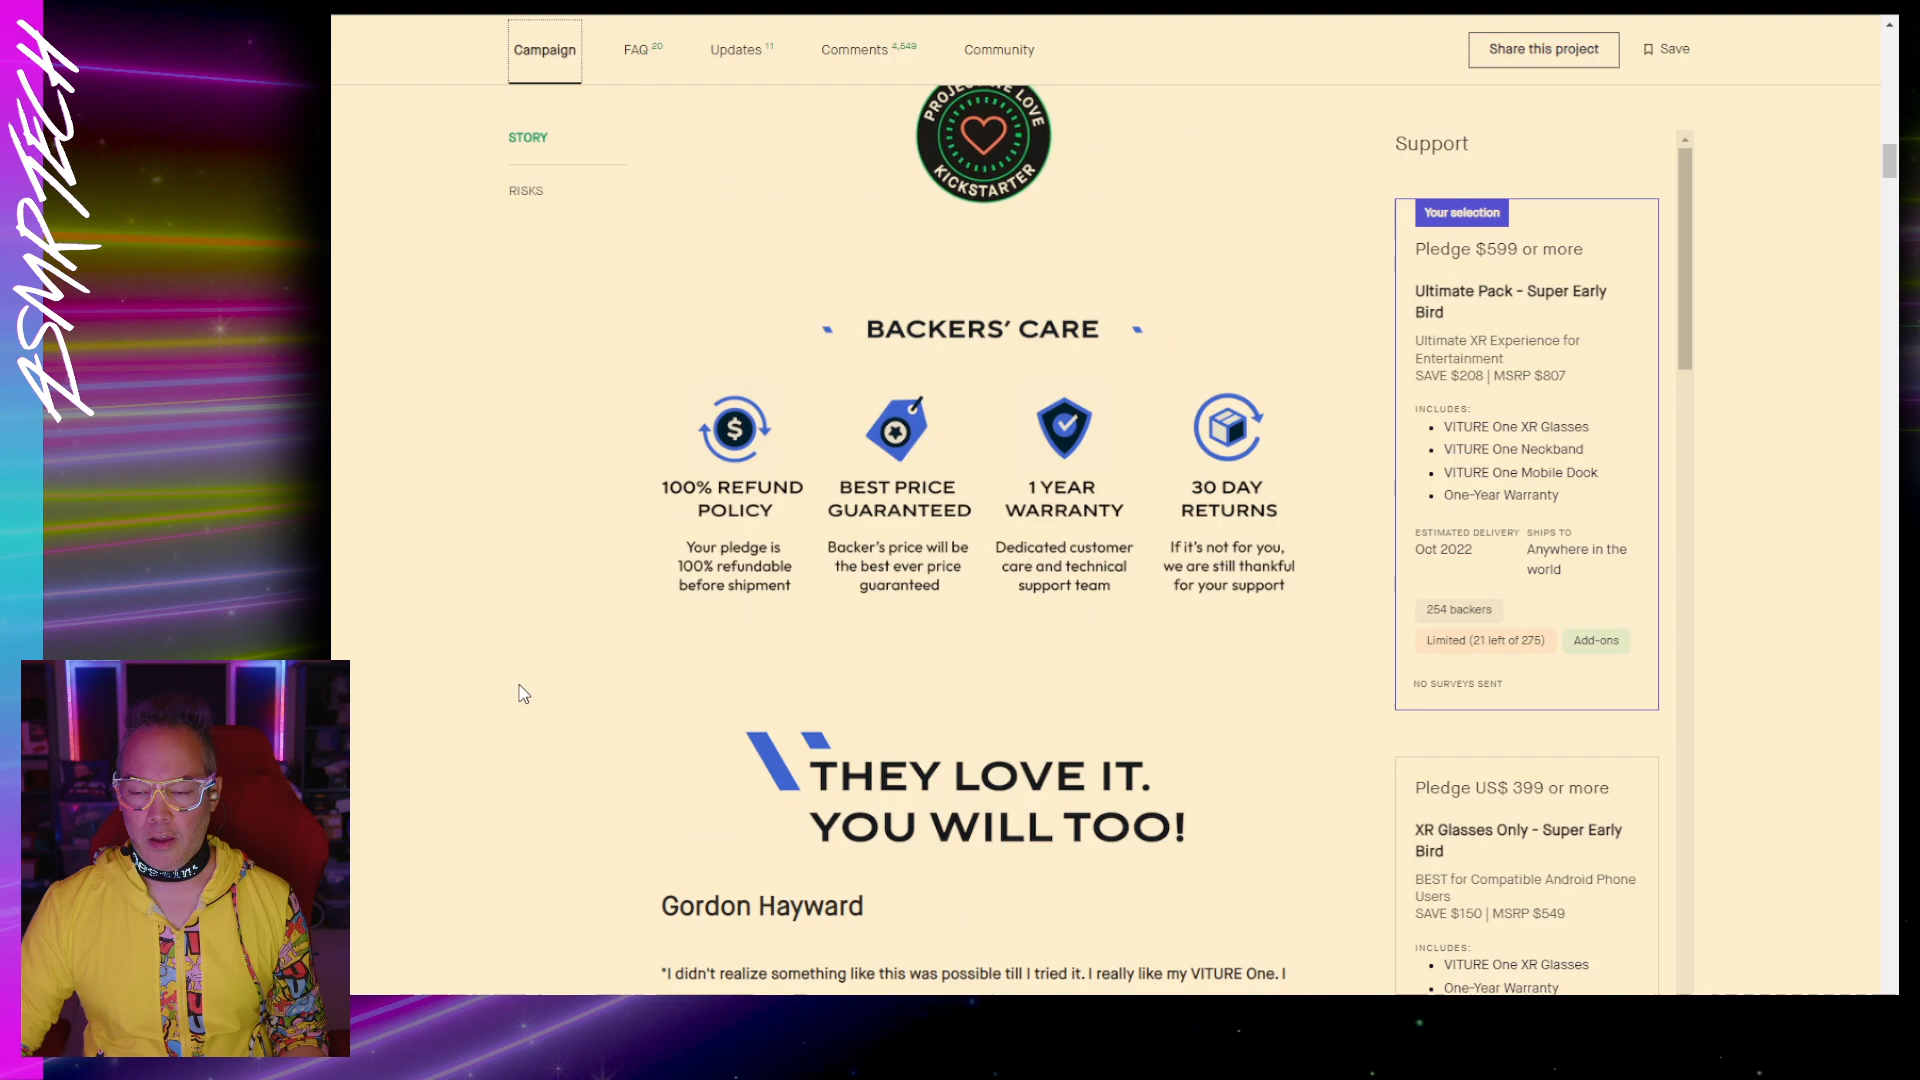 ASMRTECH
Campaign
FAQ 20
Updates 11
Comments 4,549
Community
Share this project
Save
STORY
RISKS
PROJECT WE LOVE
KICKSTARTER
BACKERS’ CARE
100% REFUND
POLICY
Your pledge is
100% refundable
before shipment
BEST PRICE
GUARANTEED
Backer's price will be
the best ever price
guaranteed
1 YEAR
WARRANTY
Dedicated customer
care and technical
support team
30 DAY
RETURNS
If it's not for you,
we are still thankful
for your support
THEY LOVE IT.
YOU WILL TOO!
Gordon Hayward
"I didn't realize something like this was possible till I tried it. I really like my VITURE One. I
Support
Your selection
Pledge $599 or more
Ultimate Pack - Super Early
Bird
Ultimate XR Experience for
Entertainment
SAVE $208 | MSRP $807
INCLUDES:
VITURE One XR Glasses
VITURE One Neckband
VITURE One Mobile Dock
One-Year Warranty
ESTIMATED DELIVERY
Oct 2022
SHIPS TO
Anywhere in the
world
254 backers
Limited (21 left of 275)
Add-ons
NO SURVEYS SENT
Pledge US$ 399 or more
XR Glasses Only - Super Early
Bird
BEST for Compatible Android Phone
Users
SAVE $150 | MSRP $549
INCLUDES:
VITURE One XR Glasses
One-Year Warranty